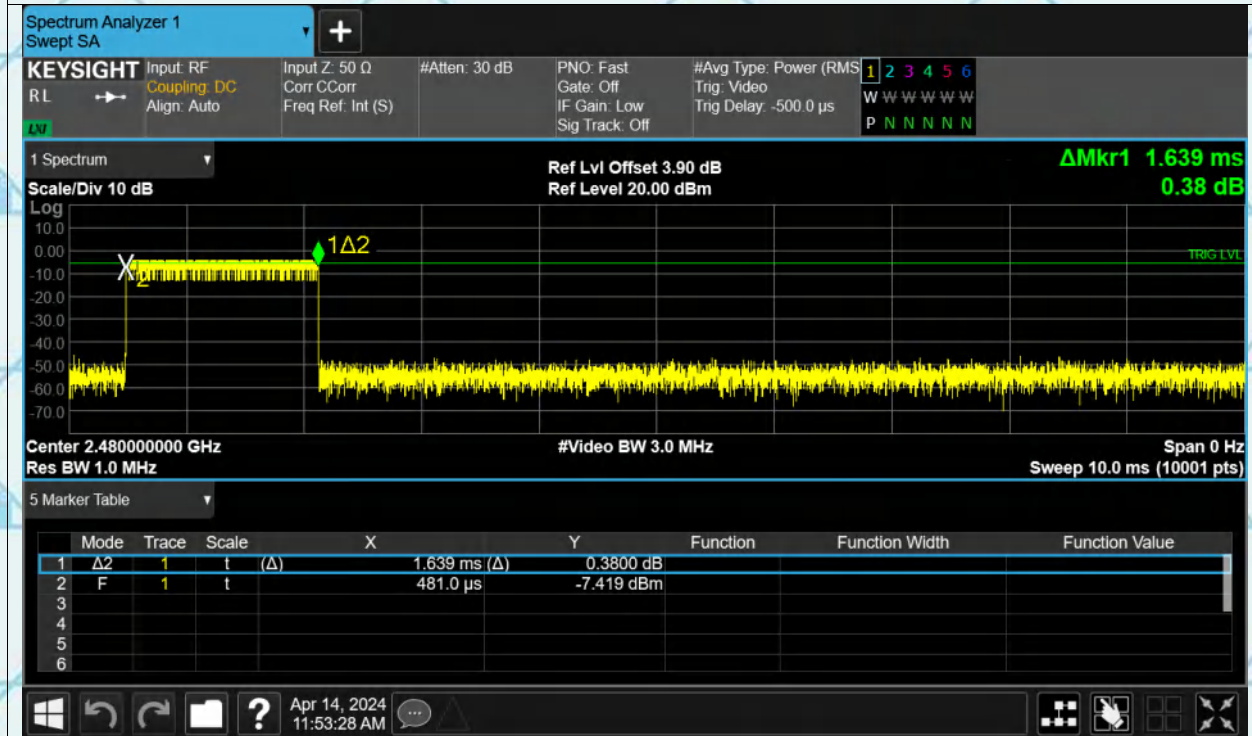 Spectrum Analyzer 1
Swept SA
+
KEYSIGHT
RL
LXI
Input: RF
Coupling: DC
Align: Auto
Input Z: 50 Ω
Corr CCorr
Freq Ref: Int (S)
#Atten: 30 dB
PNO: Fast
Gate: Off
IF Gain: Low
Sig Track: Off
#Avg Type: Power (RMS
Trig: Video
Trig Delay: -500.0 µs
1 2 3 4 5 6
W W W W W W
P N N N N N
1 Spectrum
Scale/Div 10 dB
Ref Lvl Offset 3.90 dB
Ref Level 20.00 dBm
ΔMkr1 1.639 ms
0.38 dB
Log
10.0
0.00
-10.0
-20.0
-30.0
-40.0
-50.0
-60.0
-70.0
1Δ2
2
TRIG LVL
Center 2.480000000 GHz
Res BW 1.0 MHz
#Video BW 3.0 MHz
Span 0 Hz
Sweep 10.0 ms (10001 pts)
5 Marker Table
Mode Trace Scale X Y Function Function Width Function Value
1 Δ2 1 t (Δ) 1.639 ms (Δ) 0.3800 dB
2 F 1 t 481.0 µs -7.419 dBm
3
4
5
6
?
Apr 14, 2024
11:53:28 AM